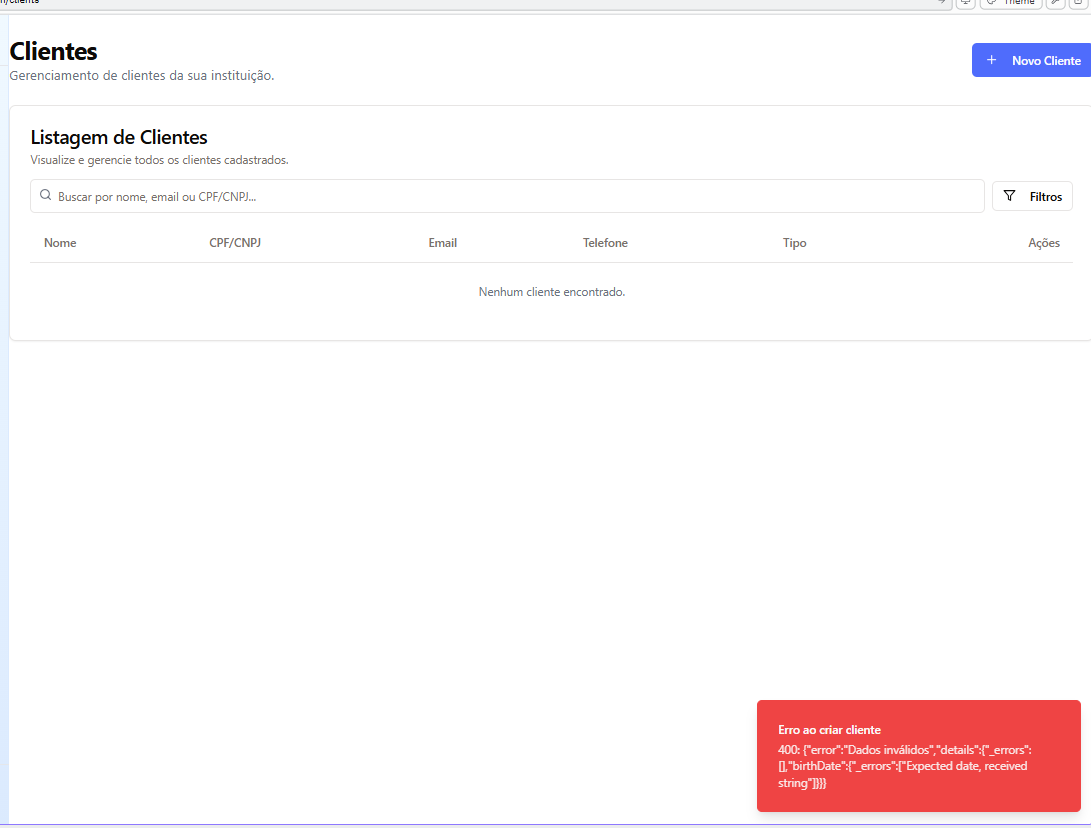 n/cliente
Theme
Clientes
Gerenciamento de clientes da sua instituição.
Novo Cliente
Listagem de Clientes
Visualize e gerencie todos os clientes cadastrados.
Buscar por nome, email ou CPF/CNPJ...
Filtros
Nome CPF/CNPJ Email Telefone Tipo Ações
Nenhum cliente encontrado.
Erro ao criar cliente
400: {"error":"Dados inválidos","details":{"_errors":
[],"birthDate":{"_errors":["Expected date, received
string"]}}}